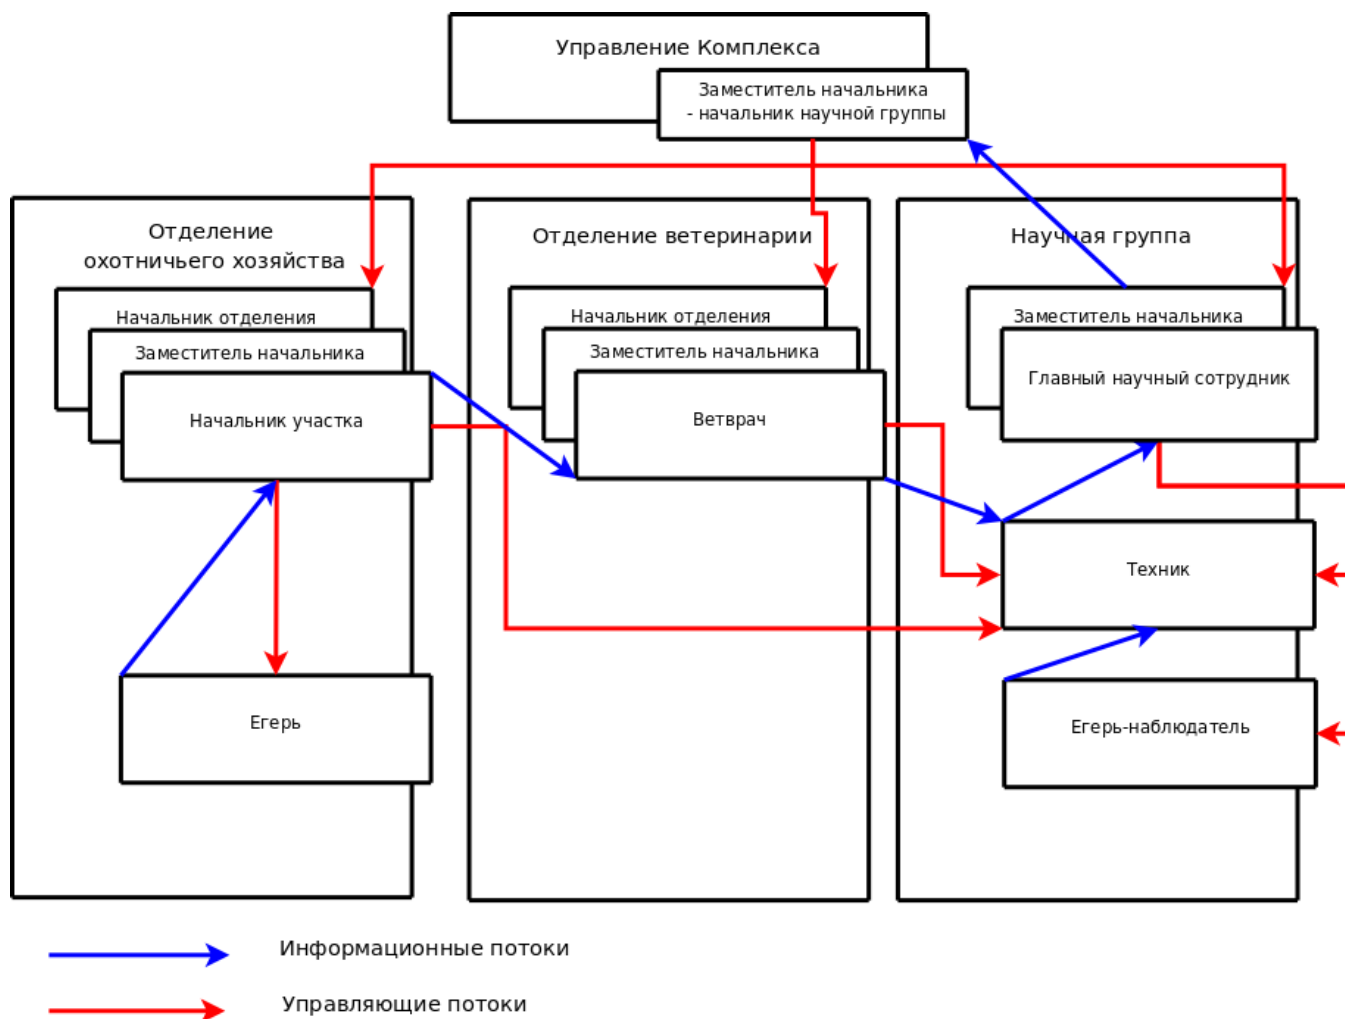 Управление Комплекса
Заместитель начальника
- начальник научной группы
Отделение
охотничьего хозяйства
Начальник отделения
Заместитель начальника
Начальник участка
Егерь
Отделение ветеринарии
Начальник отделения
Заместитель начальника
Ветврач
Научная группа
Заместитель начальника
Главный научный сотрудник
Техник
Егерь-наблюдатель
Информационные потоки
Управляющие потоки